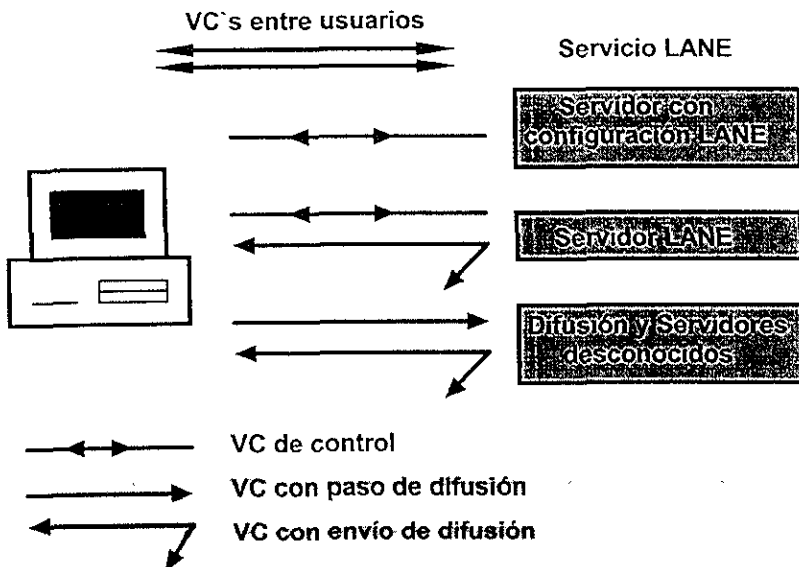 VC`s entre usuarios
Servicio LANE
Servidor con
configuración LANE
Servidor LANE
Difusión y Servidores
desconocidos
VC de control
VC con paso de difusión
VC con envío de difusión